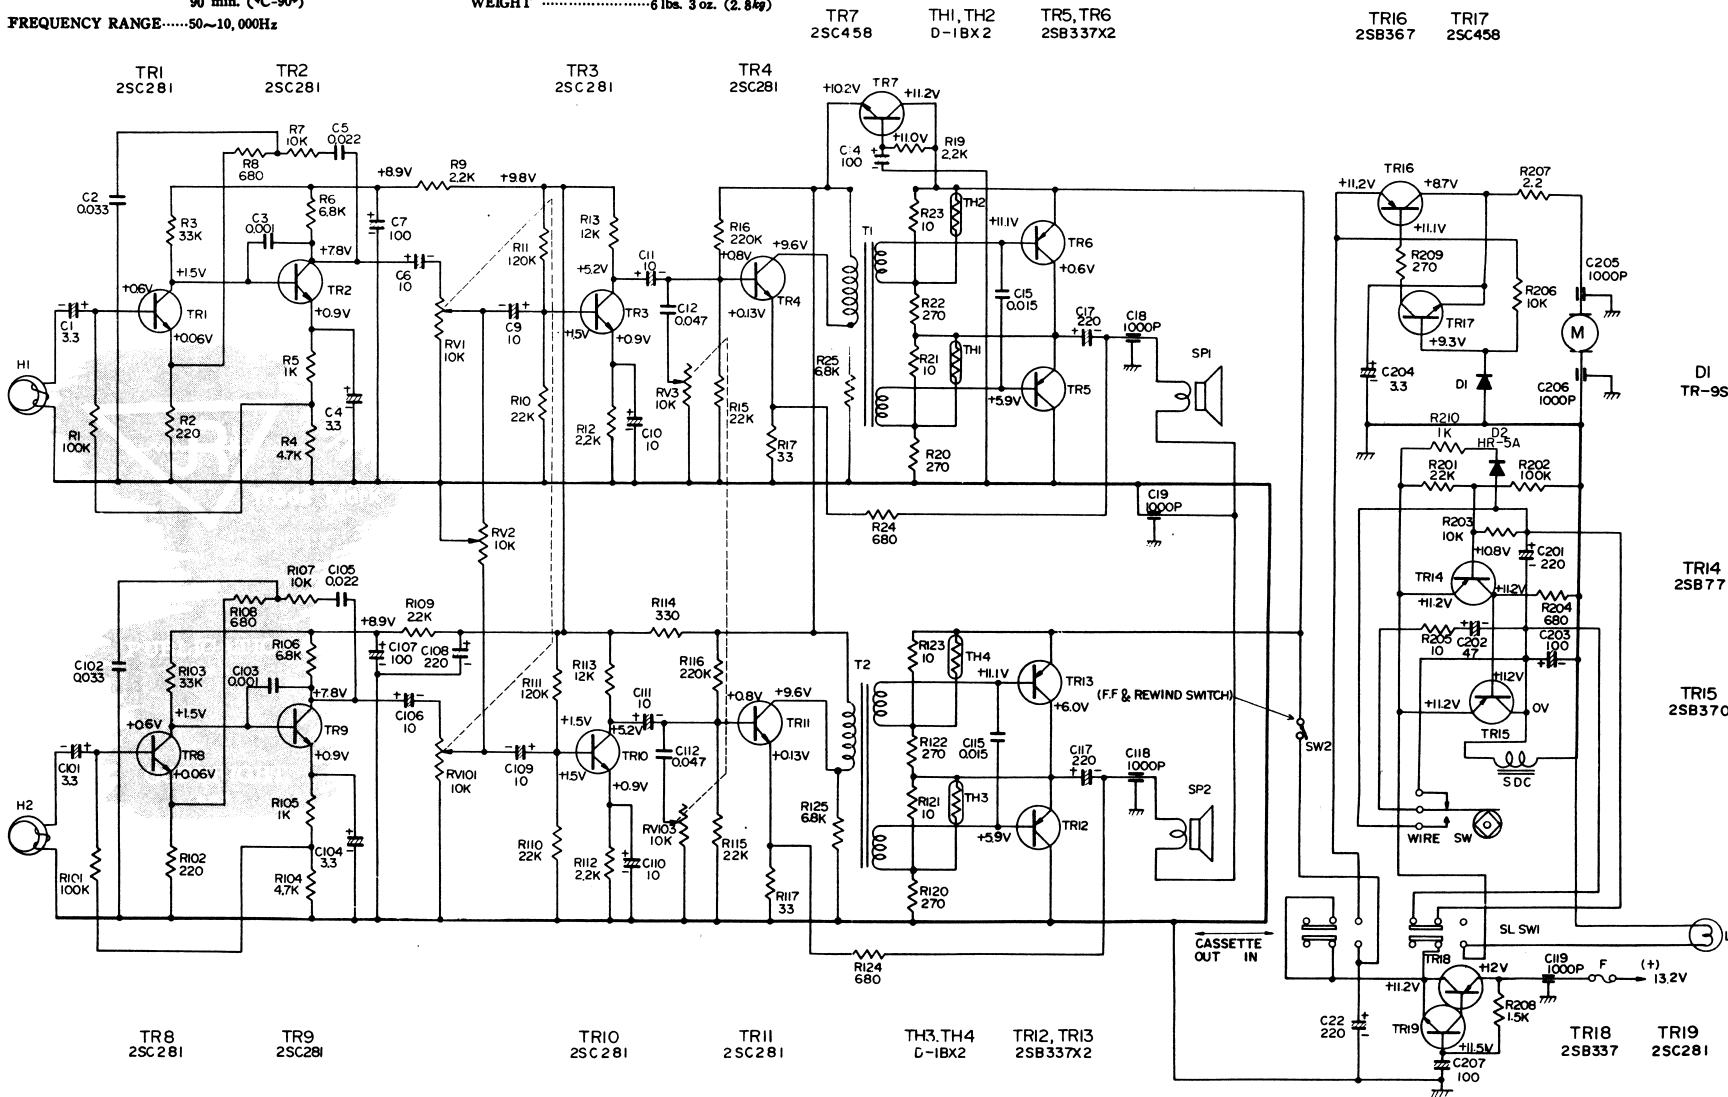 90 min. (*C-90*)
WEIGHT ························6 lbs. 3 oz. (2.8kg)
FREQUENCY RANGE······50~10,000Hz
TR7 TH1, TH2 TR5, TR6 TR16 TR17
2SC458 D-1BX2 2SB337X2 2SB367 2SC458
TR1 TR2 TR3 TR4
2SC281 2SC281 2SC281 2SC281
TR7
+10.2V +11.2V
+11.0V
C14 100
R19 2.2K
C2 0.033
R8 680
R7 10K
C5 0.022
R3 33K
C3 0.001
R6 6.8K
+8.9V
R9 2.2K
+9.8V
C7 100
+7.8V
C6 10
+1.5V
+0.6V
TR1
TR2
+0.9V
+0.06V
C1 3.3
H1
R1 100K
R2 220
R5 1K
R4 4.7K
C4 3.3
RV1 10K
R11 120K
R13 12K
+5.2V
C11 10
C12 0.047
C9 10
TR3
+1.5V
+0.9V
R10 22K
R12 2.2K
C10 10
RV3 10K
R16 220K
+0.8V
+9.6V
TR4
+0.13V
R15 22K
R17 33
R25 6.8K
T1
R23 10
TH2
+11.1V
TR6
+0.6V
R22 270
C15 0.015
R21 10
TH1
TR5
+5.9V
R20 270
C17 220
C18 1000P
SP1
R24 680
C19 1000P
RV2 10K
+11.2V
TR16
+8.7V
R207 2.2
+11.1V
R209 270
R206 10K
C205 1000P
TR17
+9.3V
M
C204 3.3
D1
C206 1000P
D1
TR-9S
R210 1K
D2 HR-5A
R201 22K
R202 100K
R203 10K
+10.8V
C201 220
TR14
+11.2V
+11.2V
R204 680
R205 10
C202 47
C203 100
+12V
+11.2V
0V
TR15
SDC
WIRE SW
TR14
2SB77
TR15
2SB370
C102 0.033
R108 680
R107 10K
C105 0.022
R103 33K
C103 0.001
R106 6.8K
+8.9V
R109 22K
C107 100
C108 220
R114 330
+7.8V
+1.5V
+0.6V
TR8
TR9
+0.9V
+0.06V
C101 3.3
H2
R101 100K
R102 220
R105 1K
R104 4.7K
C104 3.3
C106 10
RV101 10K
R111 120K
R113 12K
+1.5V
+5.2V
C111 10
C112 0.047
C109 10
TR10
+1.5V
+0.9V
R110 22K
R112 2.2K
C110 10
RV103 10K
R116 220K
+0.8V
+9.6V
TR11
+0.13V
R115 22K
R117 33
R125 6.8K
T2
R123 10
TH4
+11.1V
TR13
+6.0V
R122 270
C115 0.015
R121 10
TH3
TR12
+5.9V
R120 270
C117 220
C118 1000P
SP2
R124 680
(F.F & REWIND SWITCH)
SW2
CASSETTE
OUT IN
SL SW1
L
TR18
+12V
C119 1000P
F
(+)
13.2V
+11.2V
TR19
R208 1.5K
+11.5V
C22 220
C207 100
TR8 TR9 TR10 TR11 TH3, TH4 TR12, TR13 TR18 TR19
2SC281 2SC281 2SC281 2SC281 D-1BX2 2SB337X2 2SB337 2SC281